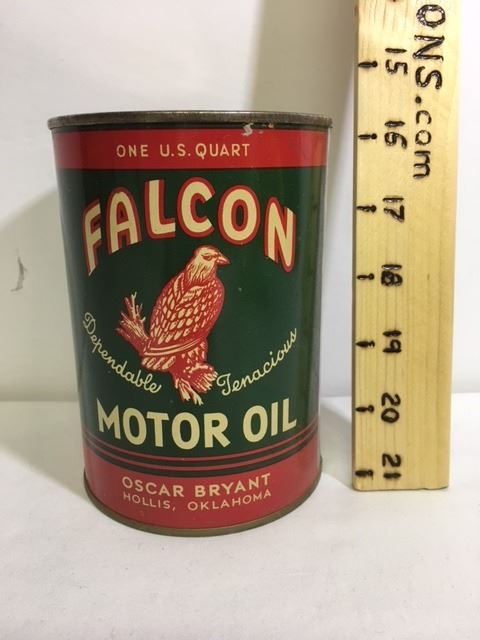 ONE U.S. QUART
FALCON
Dependable Tenacious
MOTOR OIL
OSCAR BRYANT
HOLLIS, OKLAHOMA
ONS.com
15
16
17
18
19
20
21